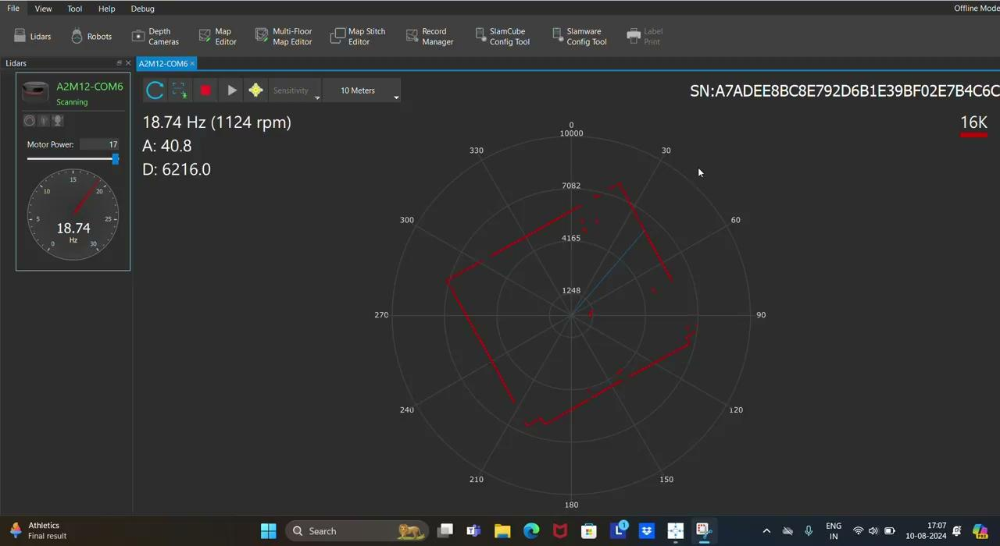 File View Tool Help Debug Offline Mode
Lidars Robots Depth Cameras Map Editor Multi-Floor Map Editor Map Stitch Editor Record Manager SlamCube Config Tool Slamware Config Tool Label Print
Lidars
A2M12-COM6
A2M12-COM6
Scanning
Motor Power: 17
0 5 10 15 20 25 30
18.74
Hz
Sensitivity
10 Meters
SN:A7ADEE8BC8E792D6B1E39BF02E7B4C6C
16K
18.74 Hz (1124 rpm)
A: 40.8
D: 6216.0
0
10000
330
30
7082
300
60
4165
1248
270
90
240
120
210
150
180
Athletics
Final result
Search
1
ENG
IN
17:07
10-08-2024
PRE